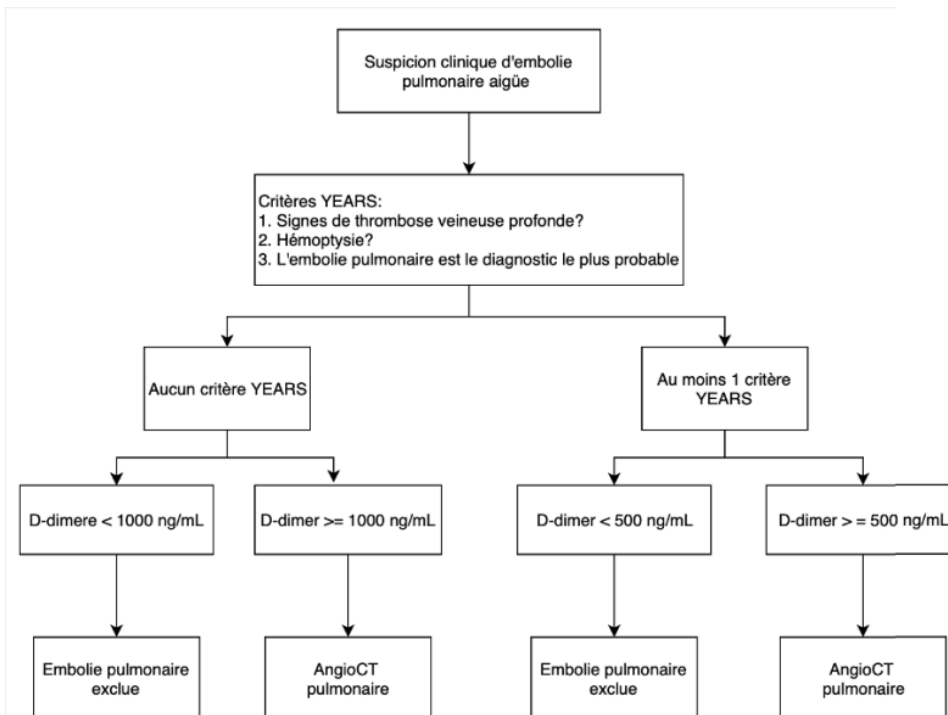 Suspicion clinique d'embolie
pulmonaire aigüe
Critères YEARS:
1. Signes de thrombose veineuse profonde?
2. Hémoptysie?
3. L'embolie pulmonaire est le diagnostic le plus probable
Aucun critère YEARS
Au moins 1 critère
YEARS
D-dimere < 1000 ng/mL
D-dimer >= 1000 ng/mL
D-dimer < 500 ng/mL
D-dimer > = 500 ng/mL
Embolie pulmonaire
exclue
AngioCT
pulmonaire
Embolie pulmonaire
exclue
AngioCT
pulmonaire